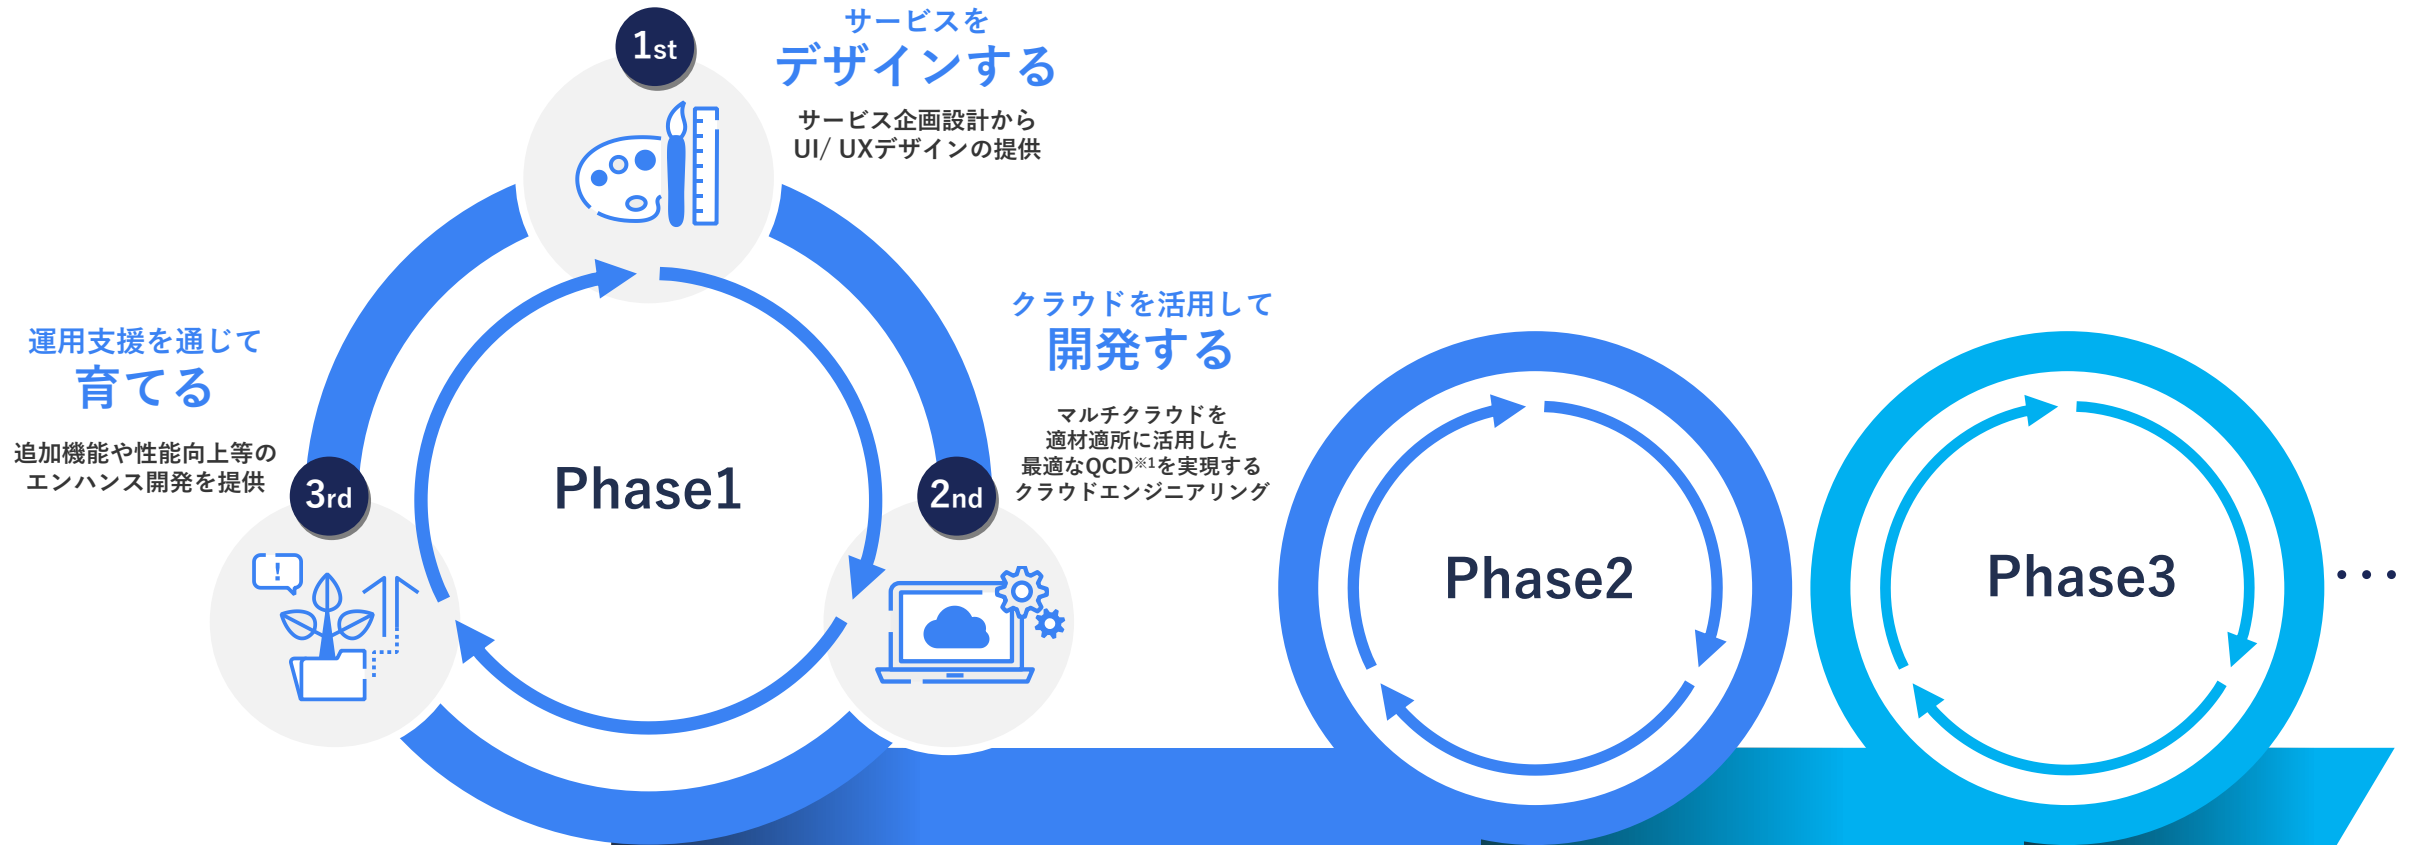 1st
サービスを
デザインする
サービス企画設計から
UI/ UXデザインの提供
クラウドを活用して
開発する
マルチクラウドを
適材適所に活用した
最適なQCD※1を実現する
クラウドエンジニアリング
2nd
運用支援を通じて
育てる
追加機能や性能向上等の
エンハンス開発を提供
3rd
!
Phase1
Phase2
Phase3
・・・